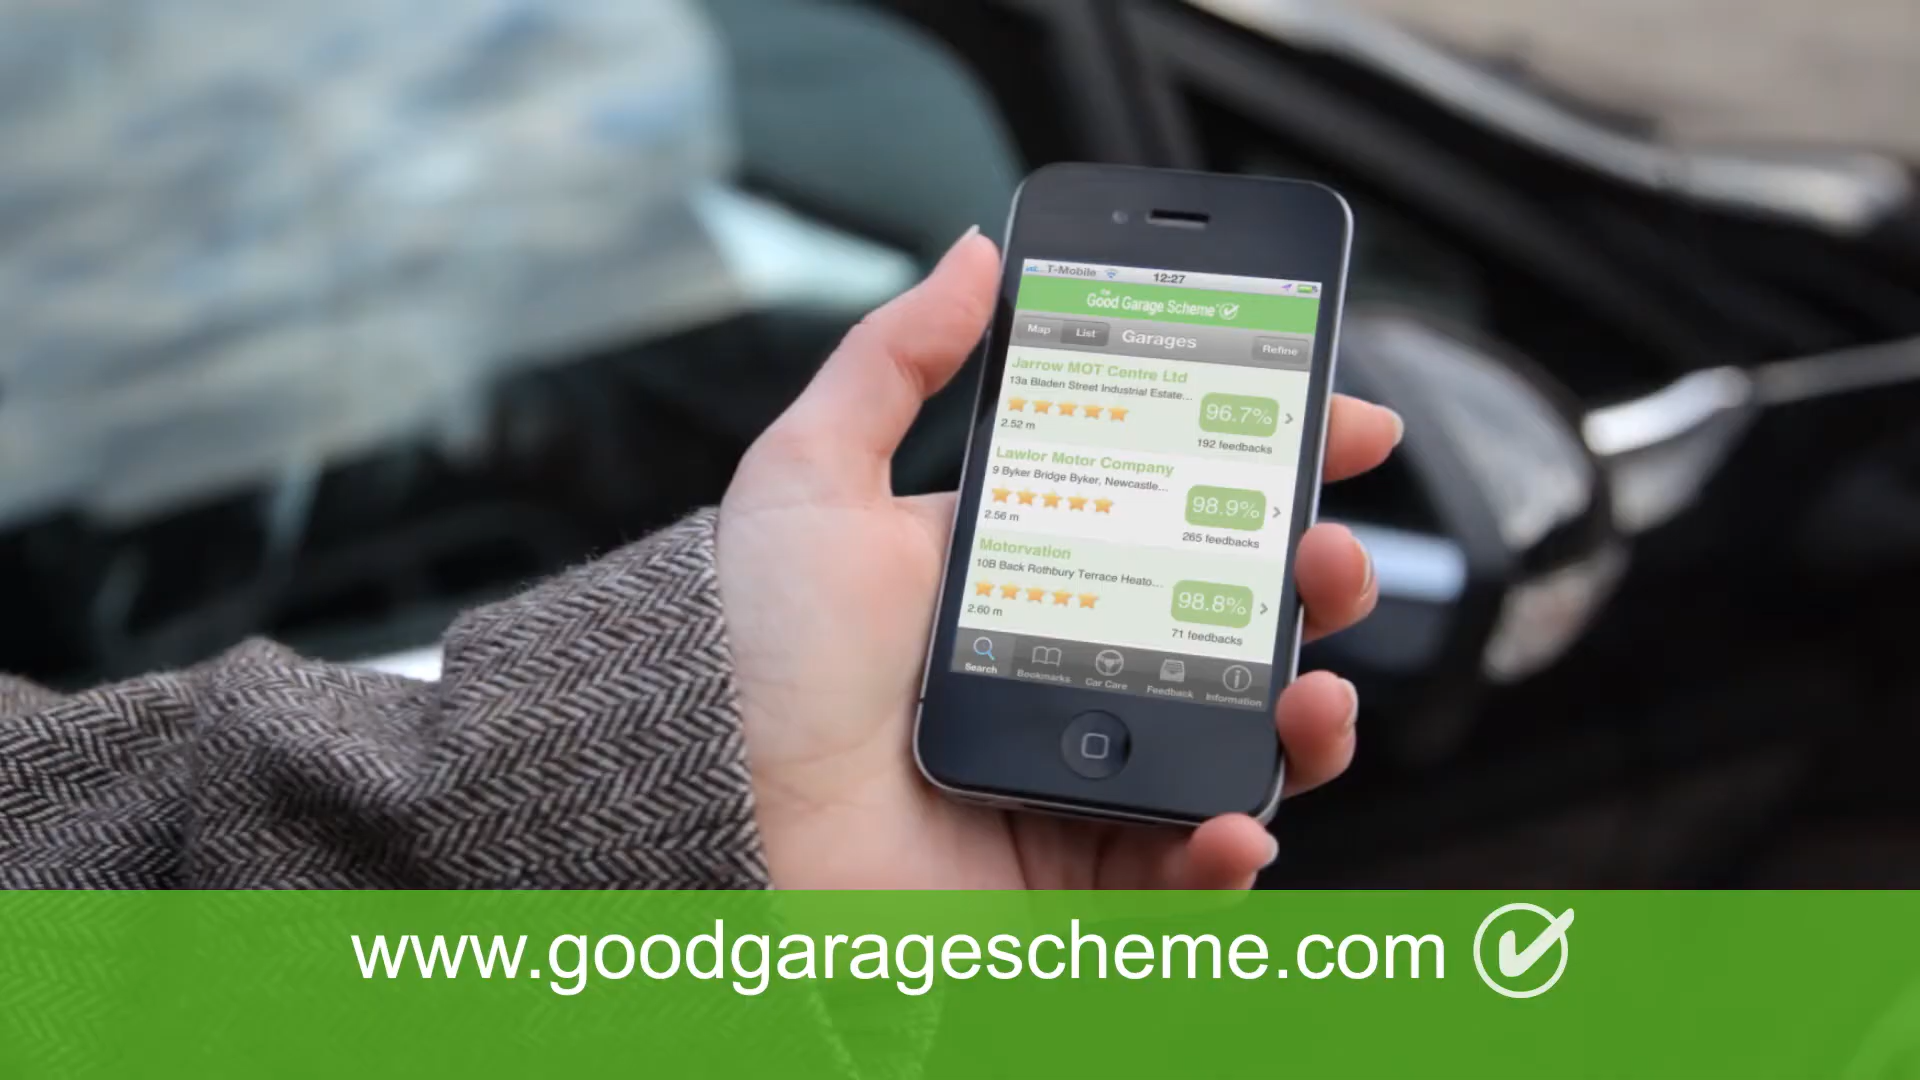 T-Mobile 12:27
the
Good Garage Scheme
Map List Garages Refine
Jarrow MOT Centre Ltd
13a Bladen Street Industrial Estate...
96.7%
2.52 m
192 feedbacks
Lawlor Motor Company
9 Byker Bridge Byker, Newcastle...
98.9%
2.56 m
265 feedbacks
Motorvation
10B Back Rothbury Terrace Heato...
98.8%
2.60 m
71 feedbacks
Search Bookmarks Car Care Feedback Information
www.goodgaragescheme.com